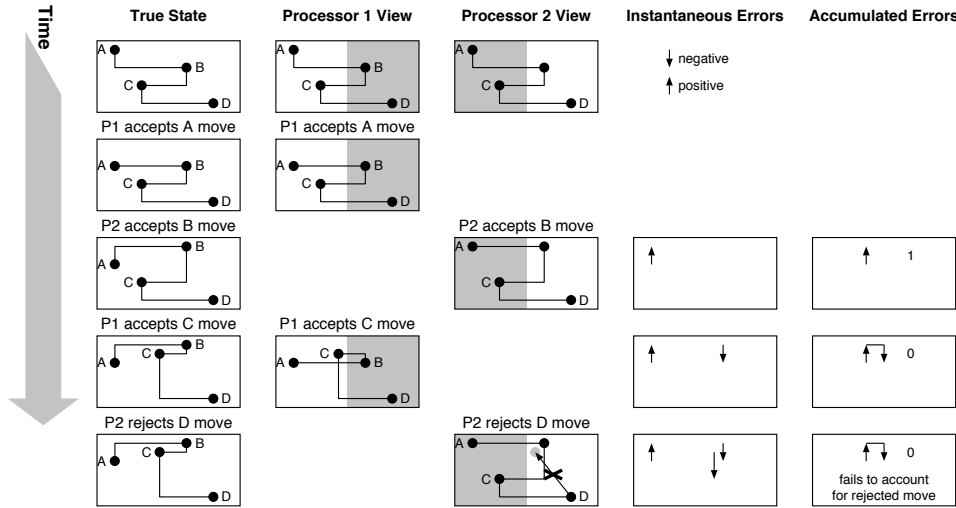 Time
True State
Processor 1 View
Processor 2 View
Instantaneous Errors
Accumulated Errors
A
B
C
D
A
B
C
D
A
C
D
negative
positive
P1 accepts A move
P1 accepts A move
A
B
C
D
A
B
C
D
P2 accepts B move
P2 accepts B move
A
B
C
D
A
C
D
1
P1 accepts C move
P1 accepts C move
A
B
C
D
A
B
C
D
0
P2 rejects D move
P2 rejects D move
A
B
C
D
A
C
D
0
fails to account
for rejected move